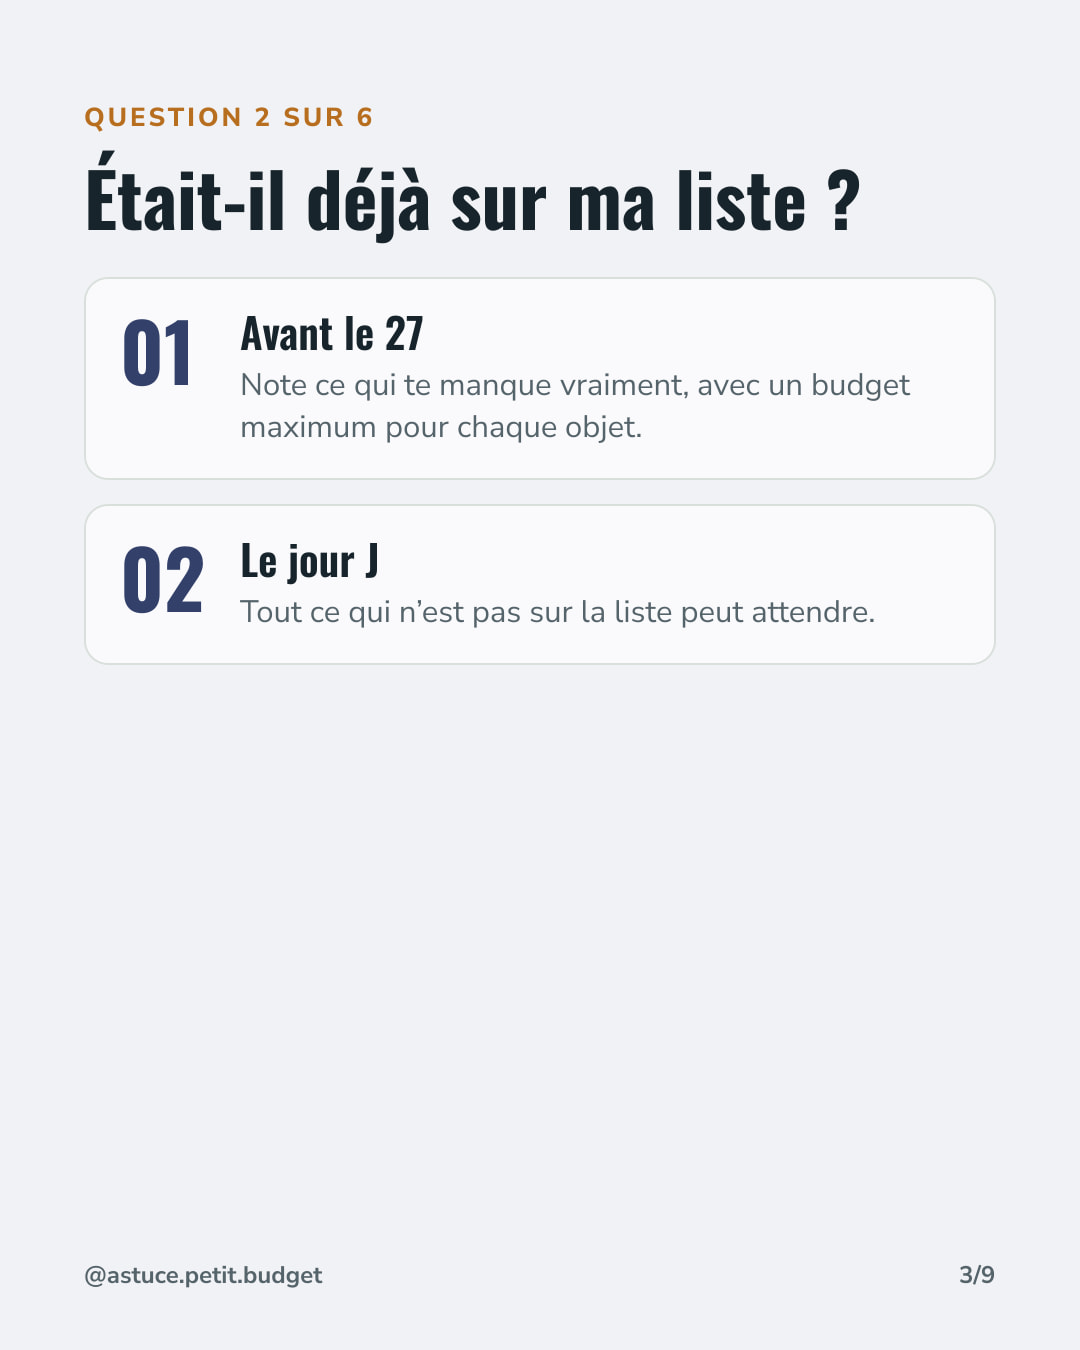 QUESTION 2 SUR 6
Était-il déjà sur ma liste ?
01
Avant le 27
Note ce qui te manque vraiment, avec un budget
maximum pour chaque objet.
02
Le jour J
Tout ce qui n’est pas sur la liste peut attendre.
@astuce.petit.budget
3/9